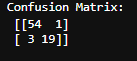 Confusion Matrix:
[[54  1]
[ 3 19]]